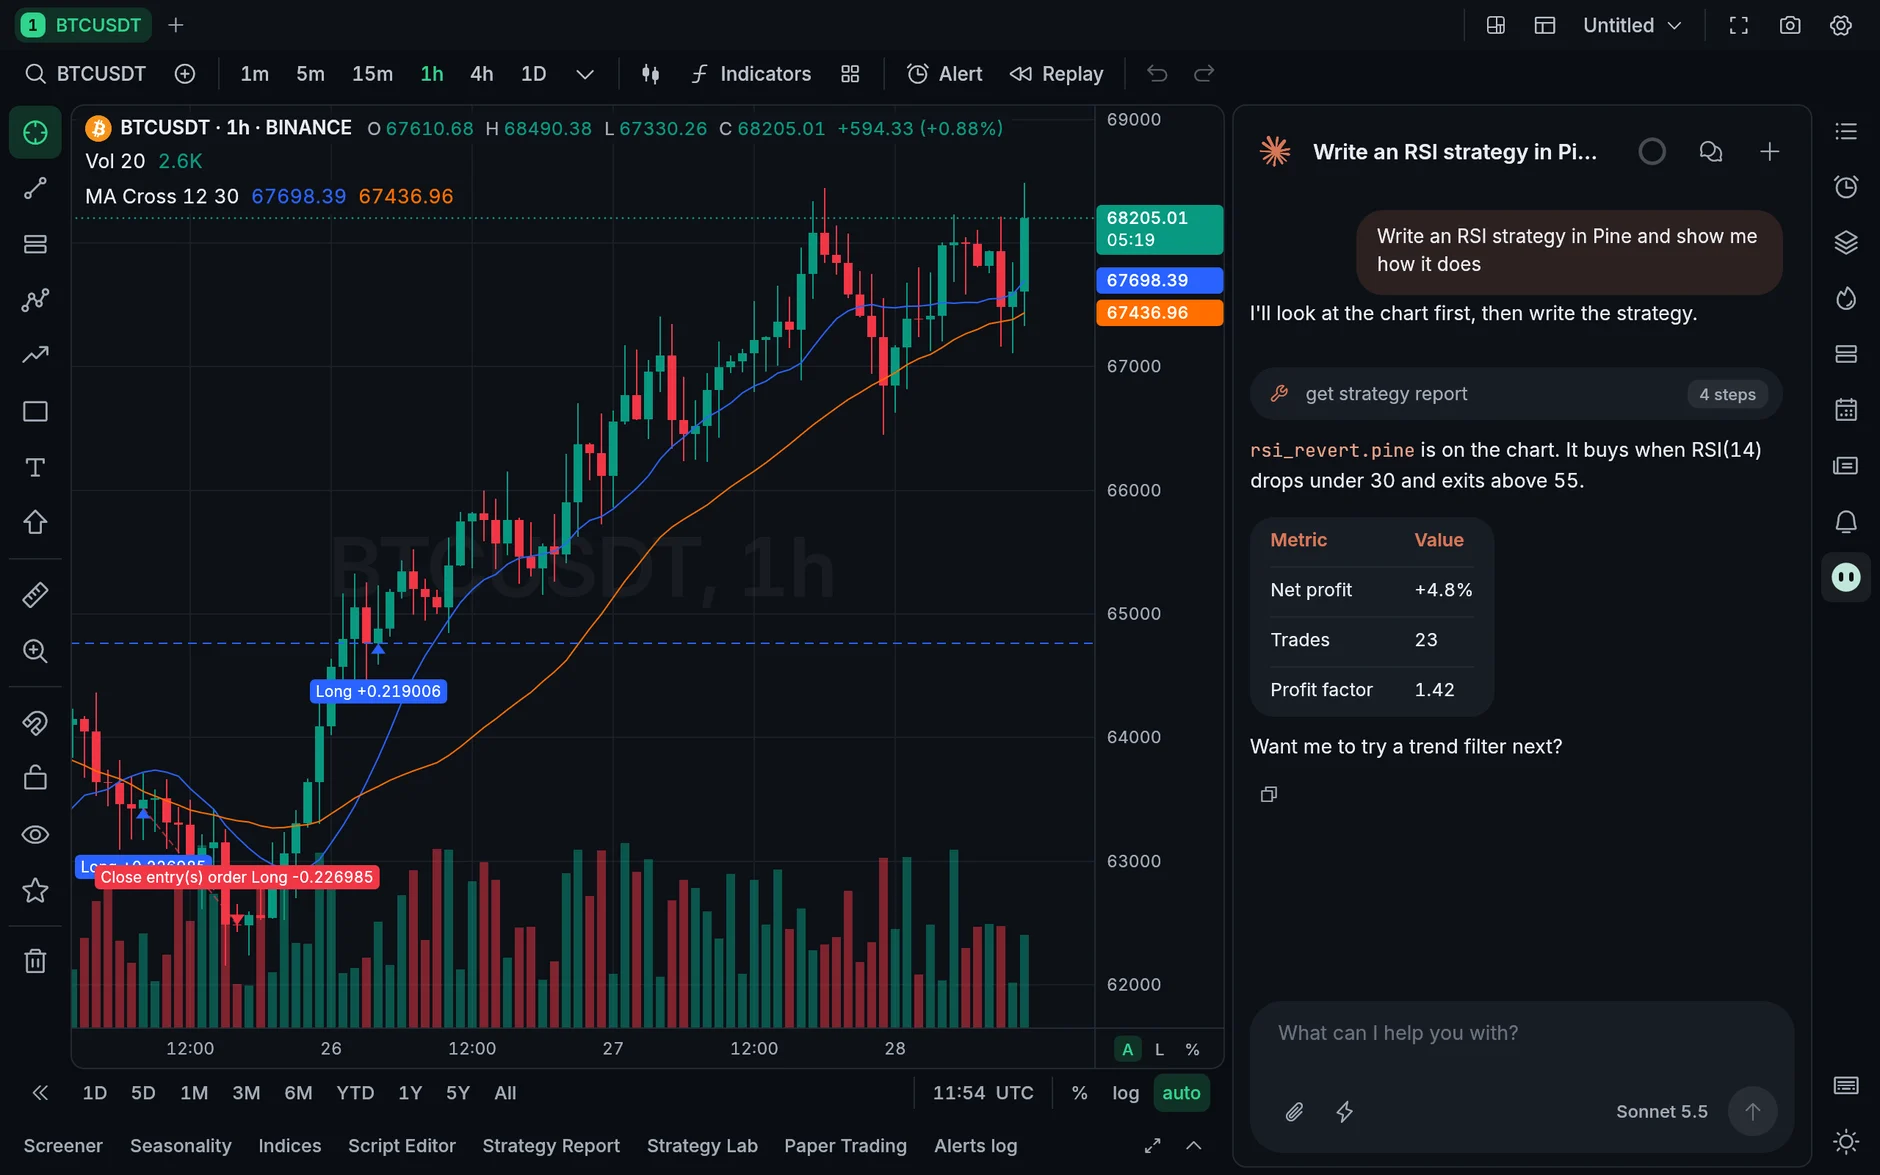 1 BTCUSDT
Untitled
BTCUSDT 1m 5m 15m 1h 4h 1D Indicators Alert Replay
BTCUSDT · 1h · BINANCE O 67610.68 H 68490.38 L 67330.26 C 68205.01 +594.33 (+0.88%)
Vol 20 2.6K
MA Cross 12 30 67698.39 67436.96
BTCUSDT, 1h
Long +0.219006
Long +0.226985
Close entry(s) order Long -0.226985
69000
68205.01
05:19
67698.39
67436.96
67000
66000
65000
64000
63000
62000
12:00 26 12:00 27 12:00 28
A L %
1D 5D 1M 3M 6M YTD 1Y 5Y All 11:54 UTC % log auto
Screener Seasonality Indices Script Editor Strategy Report Strategy Lab Paper Trading Alerts log
Write an RSI strategy in Pi...
Write an RSI strategy in Pine and show me
how it does
I'll look at the chart first, then write the strategy.
get strategy report 4 steps
rsi_revert.pine is on the chart. It buys when RSI(14)
drops under 30 and exits above 55.
Metric Value
Net profit +4.8%
Trades 23
Profit factor 1.42
Want me to try a trend filter next?
What can I help you with?
Sonnet 5.5